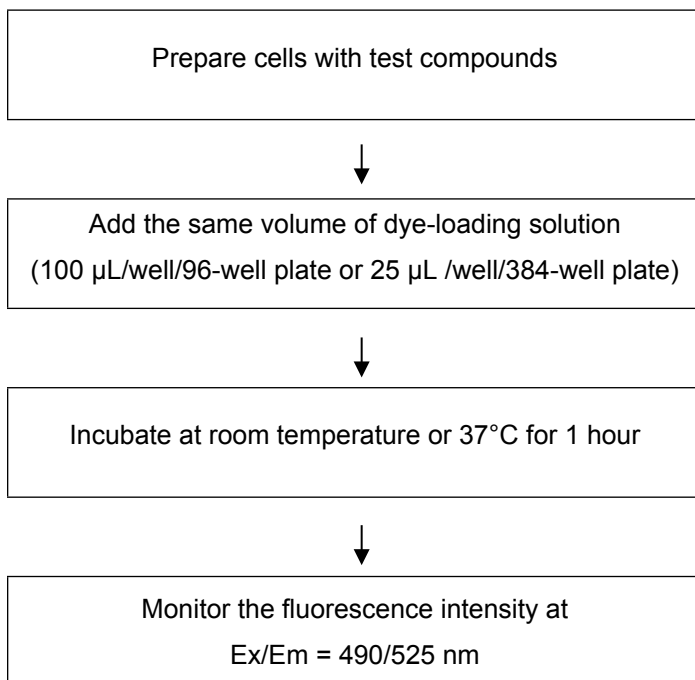 Prepare cells with test compounds
Add the same volume of dye-loading solution
(100 µL/well/96-well plate or 25 µL /well/384-well plate)
Incubate at room temperature or 37°C for 1 hour
Monitor the fluorescence intensity at
Ex/Em = 490/525 nm